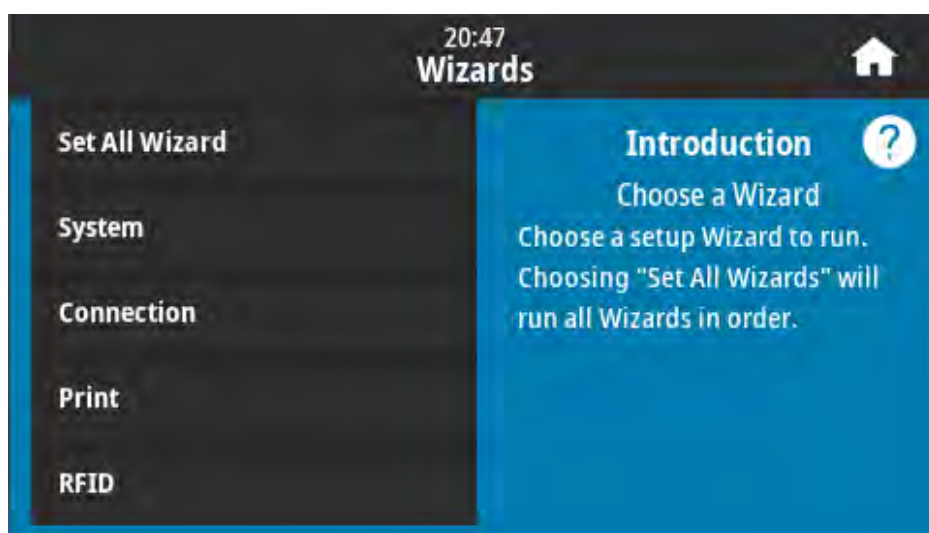 20:47
Wizards
Set All Wizard
System
Connection
Print
RFID
Introduction
?
Choose a Wizard
Choose a setup Wizard to run.
Choosing "Set All Wizards" will
run all Wizards in order.